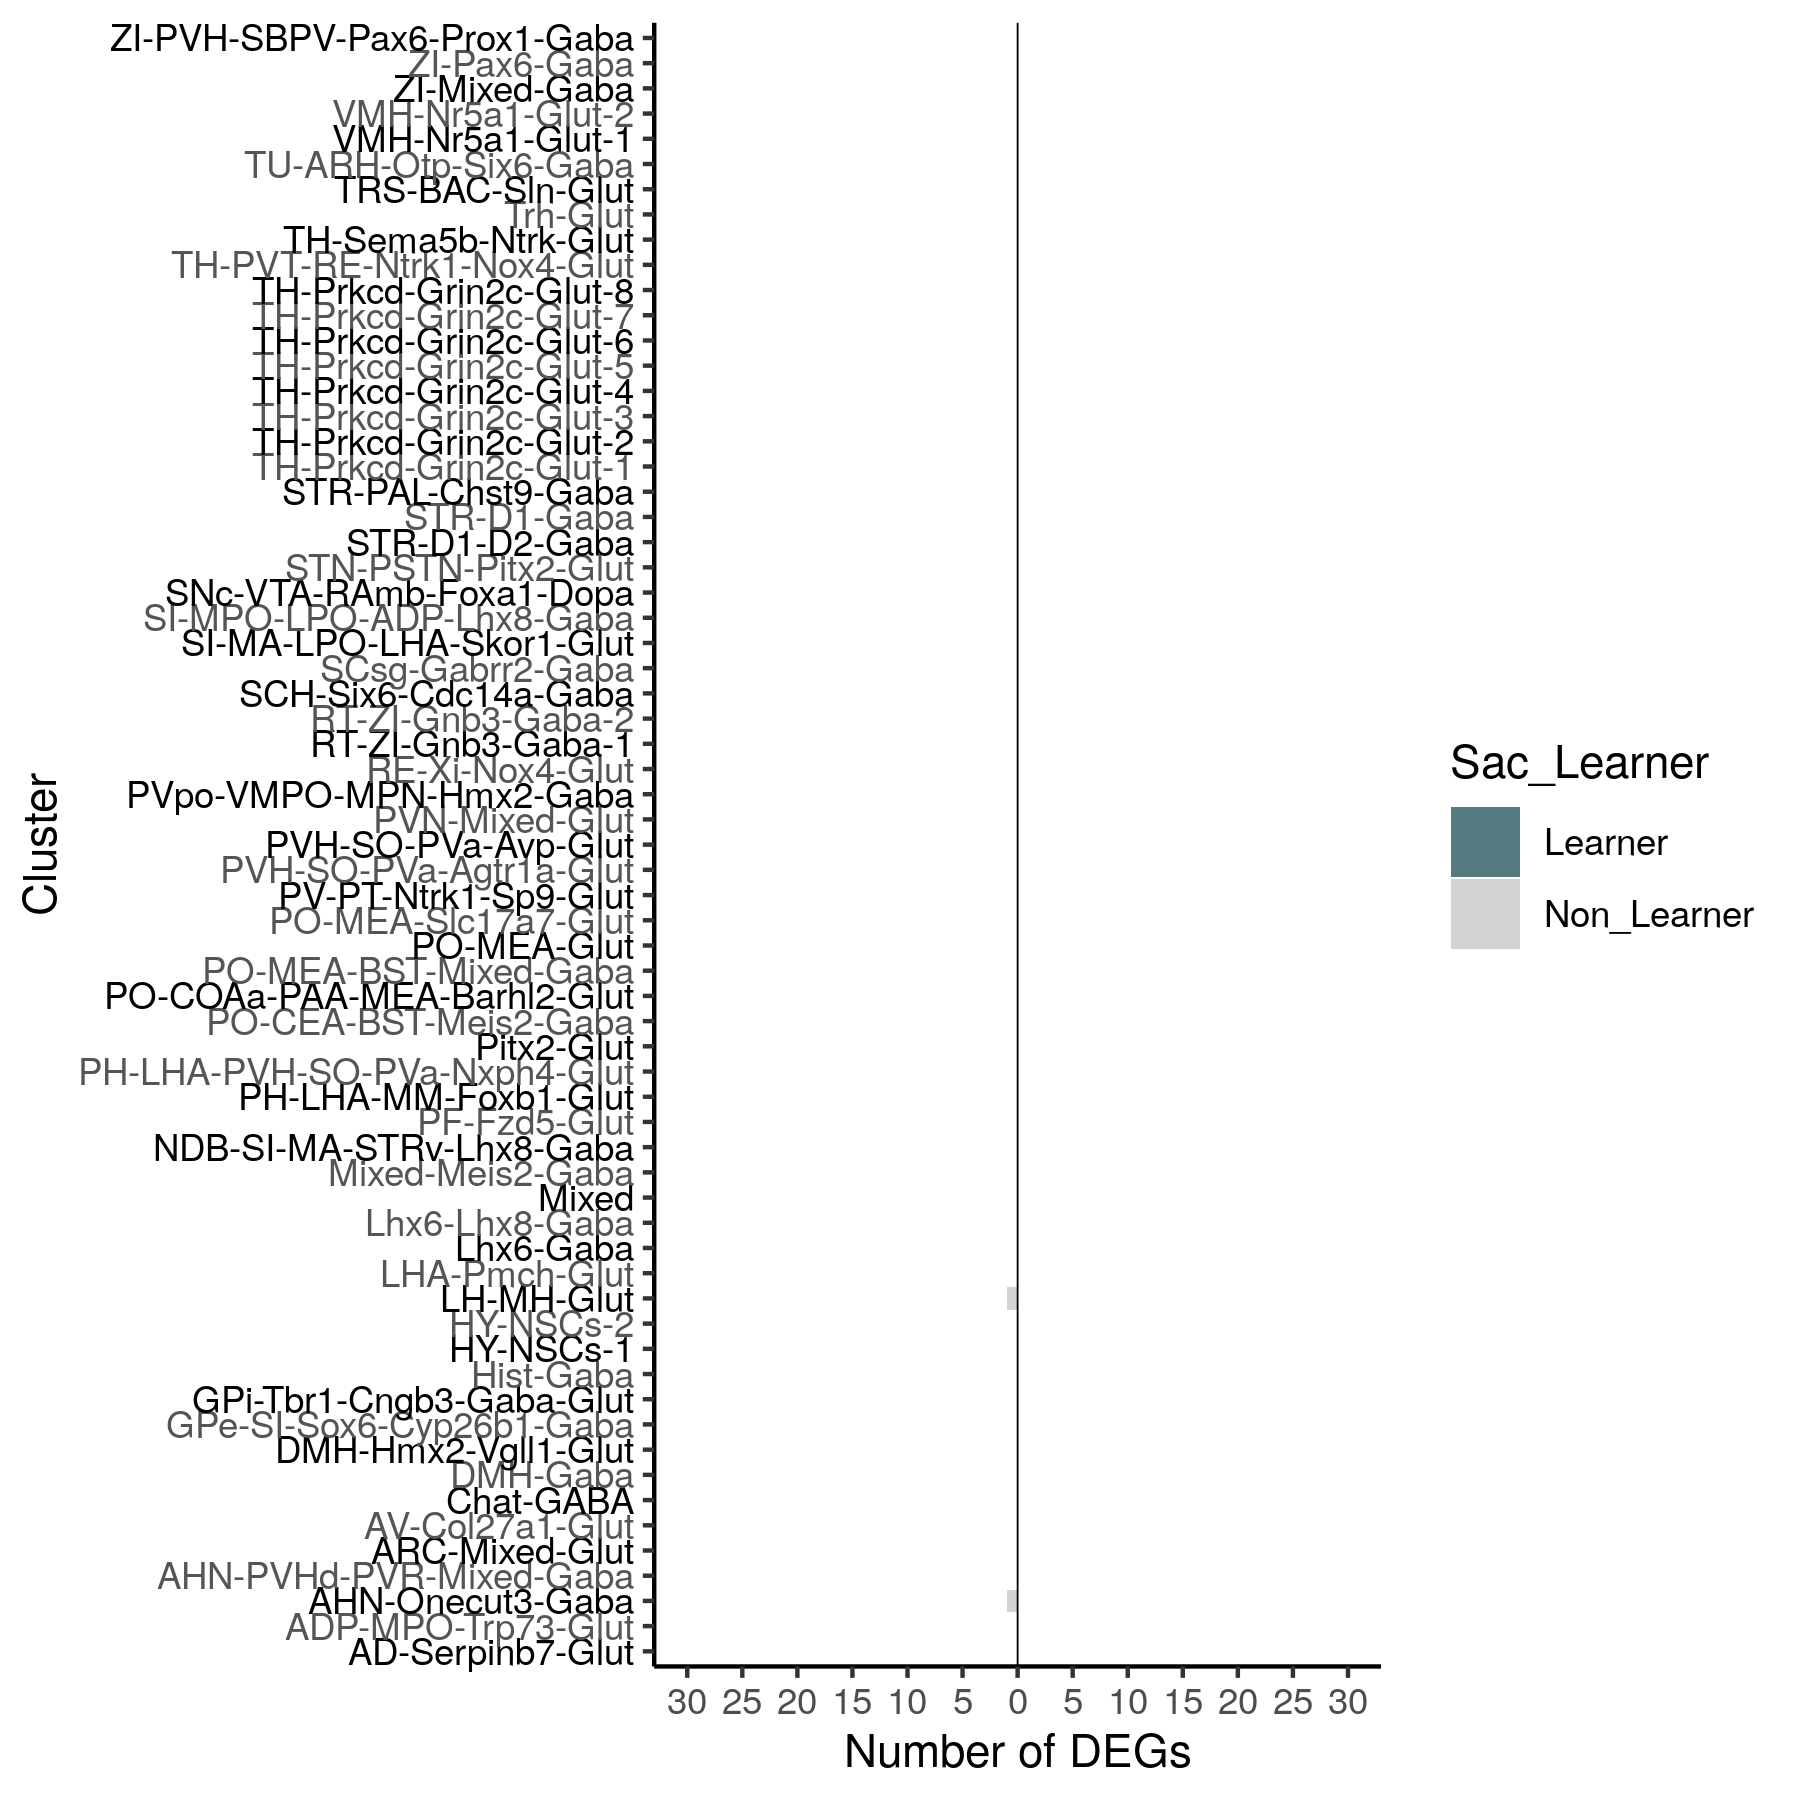 ZI-PVH-SBPV-Pax6-Prox1-Gaba
ZI-Pax6-Gaba
ZI-Mixed-Gaba
VMH-Nr5a1-Glut-2
VMH-Nr5a1-Glut-1
TU-ARH-Otp-Six6-Gaba
TRS-BAC-Sln-Glut
Trh-Glut
TH-Sema5b-Ntrk-Glut
TH-PVT-RE-Ntrk1-Nox4-Glut
TH-Prkcd-Grin2c-Glut-8
TH-Prkcd-Grin2c-Glut-7
TH-Prkcd-Grin2c-Glut-6
TH-Prkcd-Grin2c-Glut-5
TH-Prkcd-Grin2c-Glut-4
TH-Prkcd-Grin2c-Glut-3
TH-Prkcd-Grin2c-Glut-2
TH-Prkcd-Grin2c-Glut-1
STR-PAL-Chst9-Gaba
STR-D1-Gaba
STR-D1-D2-Gaba
STN-PSTN-Pitx2-Glut
SNc-VTA-RAmb-Foxa1-Dopa
SI-MPO-LPO-ADP-Lhx8-Gaba
SI-MA-LPO-LHA-Skor1-Glut
SCsg-Gabrr2-Gaba
SCH-Six6-Cdc14a-Gaba
RT-ZI-Gnb3-Gaba-2
RT-ZI-Gnb3-Gaba-1
RE-Xi-Nox4-Glut
PVpo-VMPO-MPN-Hmx2-Gaba
PVN-Mixed-Glut
PVH-SO-PVa-Avp-Glut
PVH-SO-PVa-Agtr1a-Glut
PV-PT-Ntrk1-Sp9-Glut
PO-MEA-Slc17a7-Glut
PO-MEA-Glut
PO-MEA-BST-Mixed-Gaba
PO-COAa-PAA-MEA-Barhl2-Glut
PO-CEA-BST-Meis2-Gaba
Pitx2-Glut
PH-LHA-PVH-SO-PVa-Nxph4-Glut
PH-LHA-MM-Foxb1-Glut
PF-Fzd5-Glut
NDB-SI-MA-STRv-Lhx8-Gaba
Mixed-Meis2-Gaba
Mixed
Lhx6-Lhx8-Gaba
Lhx6-Gaba
LHA-Pmch-Glut
LH-MH-Glut
HY-NSCs-2
HY-NSCs-1
Hist-Gaba
GPi-Tbr1-Cngb3-Gaba-Glut
GPe-SI-Sox6-Cyp26b1-Gaba
DMH-Hmx2-Vgll1-Glut
DMH-Gaba
Chat-GABA
AV-Col27a1-Glut
ARC-Mixed-Glut
AHN-PVHd-PVR-Mixed-Gaba
AHN-Onecut3-Gaba
ADP-MPO-Trp73-Glut
AD-Serpinb7-Glut
Cluster
30 25 20 15 10 5 0 5 10 15 20 25 30
Number of DEGs
Sac_Learner
Learner
Non_Learner